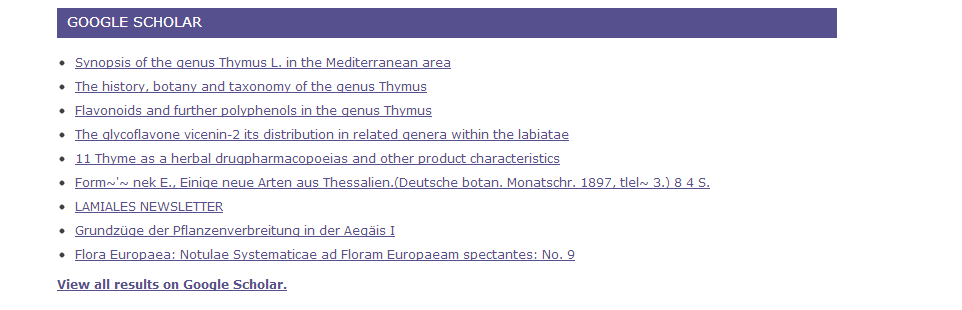 GOOGLE SCHOLAR
Synopsis of the genus Thymus L. in the Mediterranean area
The history, botany and taxonomy of the genus Thymus
Flavonoids and further polyphenols in the genus Thymus
The glycoflavone vicenin-2 its distribution in related genera within the labiatae
11 Thyme as a herbal drugpharmacopoeias and other product characteristics
Form~'~ nek E., Einige neue Arten aus Thessalien.(Deutsche botan. Monatschr. 1897, tlel~ 3.) 8 4 S.
LAMIALES NEWSLETTER
Grundzüge der Pflanzenverbreitung in der Aegäis I
Flora Europaea: Notulae Systematicae ad Floram Europaeam spectantes: No. 9
View all results on Google Scholar.